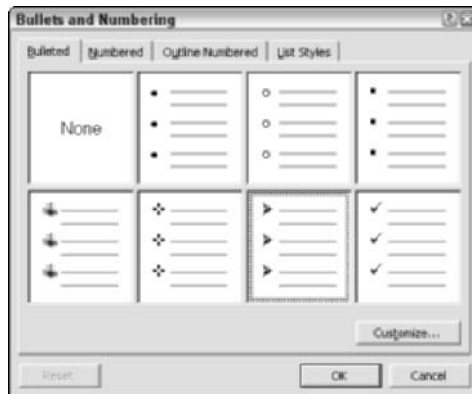 Bullets and Numbering
Bulleted Numbered Outline Numbered List Styles
None
Customize...
Reset OK Cancel